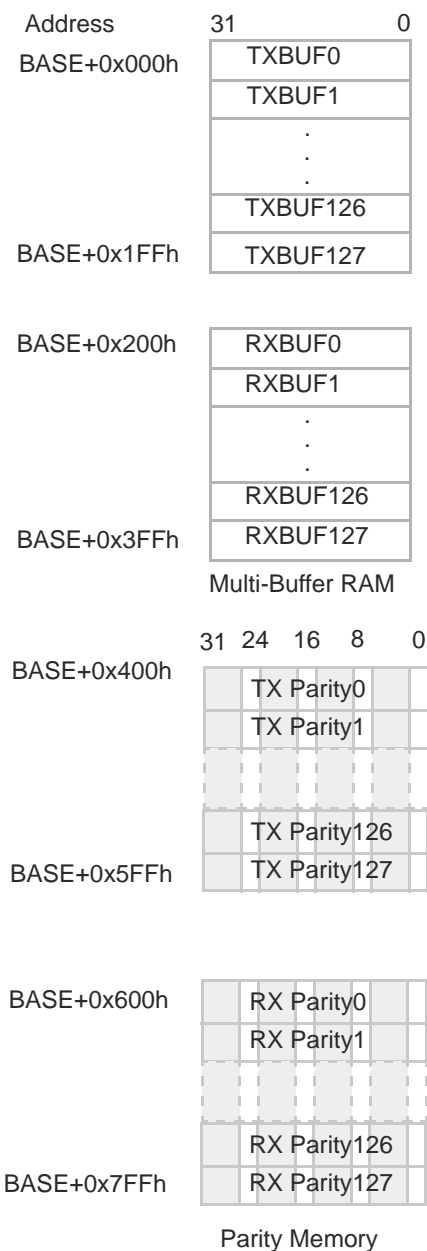 Address 31 0
BASE+0x000h TXBUF0
TXBUF1
.
.
.
TXBUF126
BASE+0x1FFh TXBUF127
BASE+0x200h RXBUF0
RXBUF1
.
.
.
RXBUF126
BASE+0x3FFh RXBUF127
Multi-Buffer RAM
31 24 16 8 0
BASE+0x400h TX Parity0
TX Parity1
TX Parity126
BASE+0x5FFh TX Parity127
BASE+0x600h RX Parity0
RX Parity1
RX Parity126
BASE+0x7FFh RX Parity127
Parity Memory